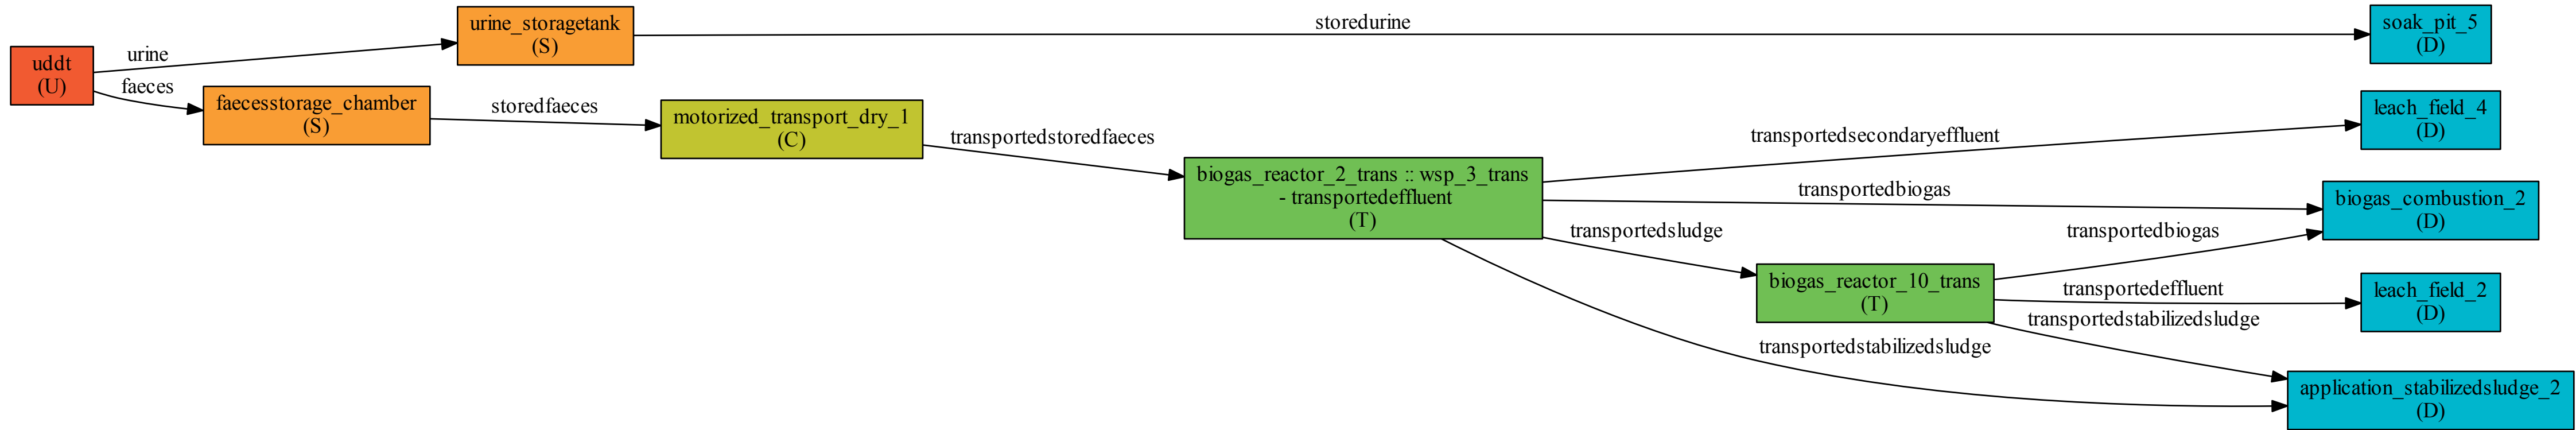 uddt
(U)
urine
faeces
urine_storagetank
(S)
faecesstorage_chamber
(S)
storedurine
storedfaeces
motorized_transport_dry_1
(C)
transportedstoredfaeces
biogas_reactor_2_trans :: wsp_3_trans
- transportedeffluent
(T)
transportedsecondaryeffluent
transportedbiogas
transportedsludge
transportedstabilizedsludge
biogas_reactor_10_trans
(T)
transportedbiogas
transportedeffluent
transportedstabilizedsludge
soak_pit_5
(D)
leach_field_4
(D)
biogas_combustion_2
(D)
leach_field_2
(D)
application_stabilizedsludge_2
(D)